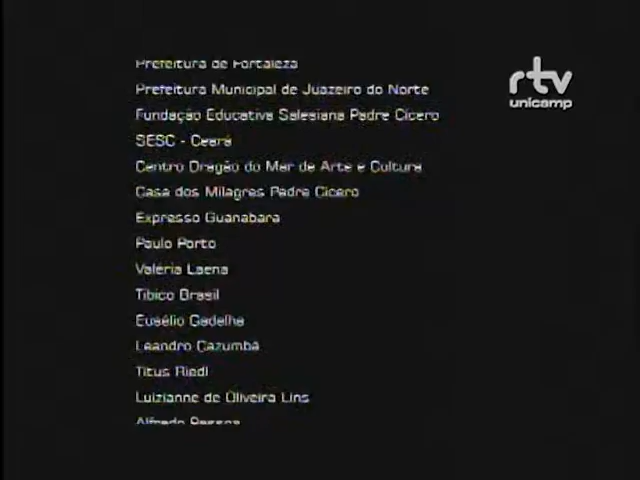 Prefeitura de Fortaleza
Prefeitura Municipal de Juazeiro do Norte
Fundação Educativa Salesiana Padre Cícero
SESC - Ceará
Centro Dragão do Mar de Arte e Cultura
Casa dos Milagres Padre Cícero
Expresso Guanabara
Paulo Porto
Valéria Laena
Tibico Brasil
Eusélio Gadelha
Leandro Cazumbá
Titus Riedl
Luizianne de Oliveira Lins
Alfredo Pessoa
rtv
unicamp